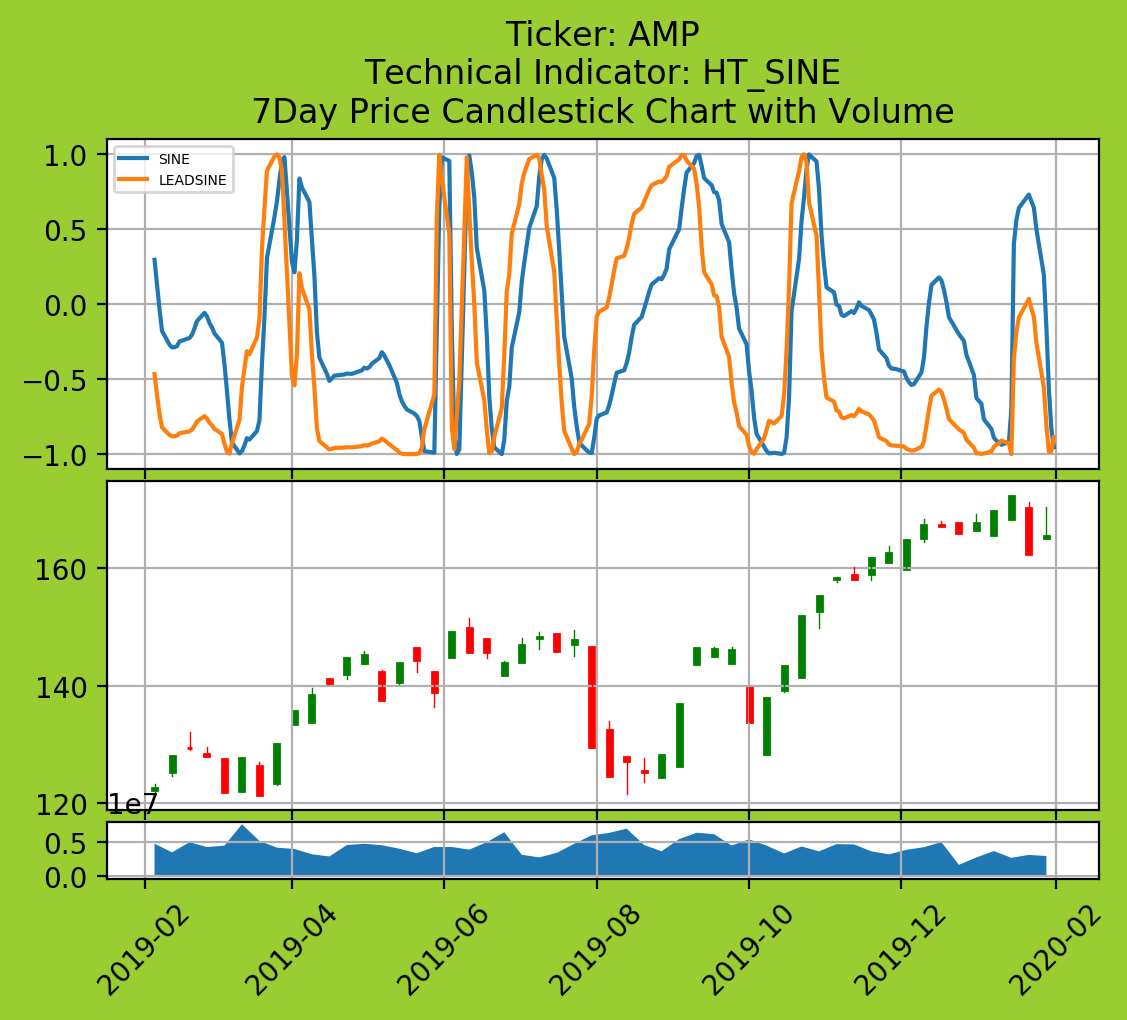 Ticker: AMP
Technical Indicator: HT_SINE
7Day Price Candlestick Chart with Volume
SINE
LEADSINE
1.0
0.5
0.0
−0.5
−1.0
160
140
120
1e7
0.5
0.0
2019-02
2019-04
2019-06
2019-08
2019-10
2019-12
2020-02